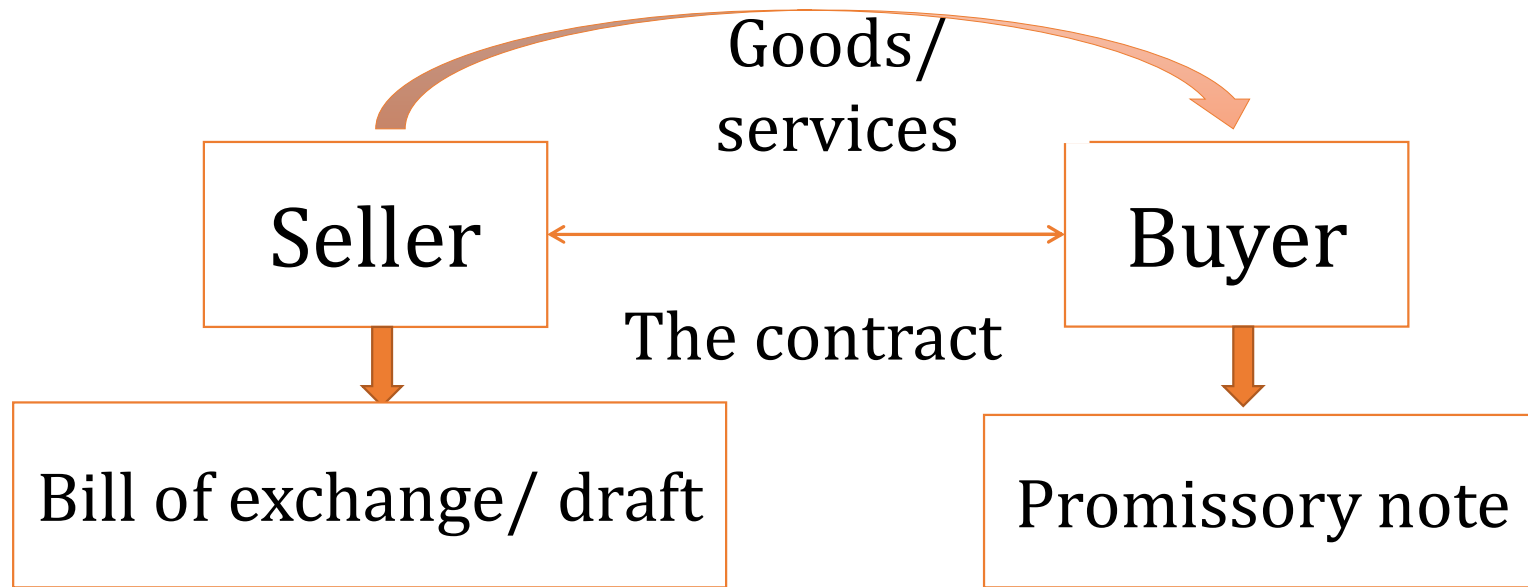 Goods/
services
Seller
Buyer
The contract
Bill of exchange/ draft
Promissory note